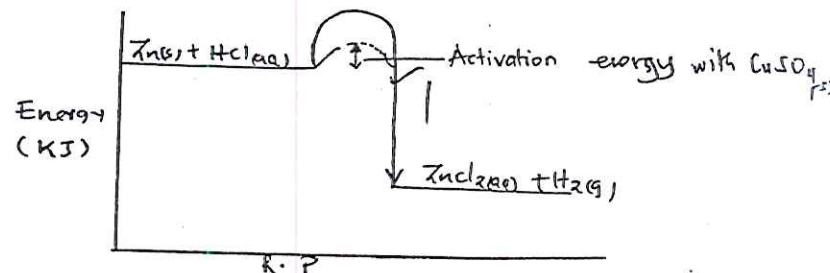 Zn(s) + HCl(aq)
Activation energy with CuSO4(s)
Energy
(KJ)
ZnCl2(aq) + H2(g)
R.P